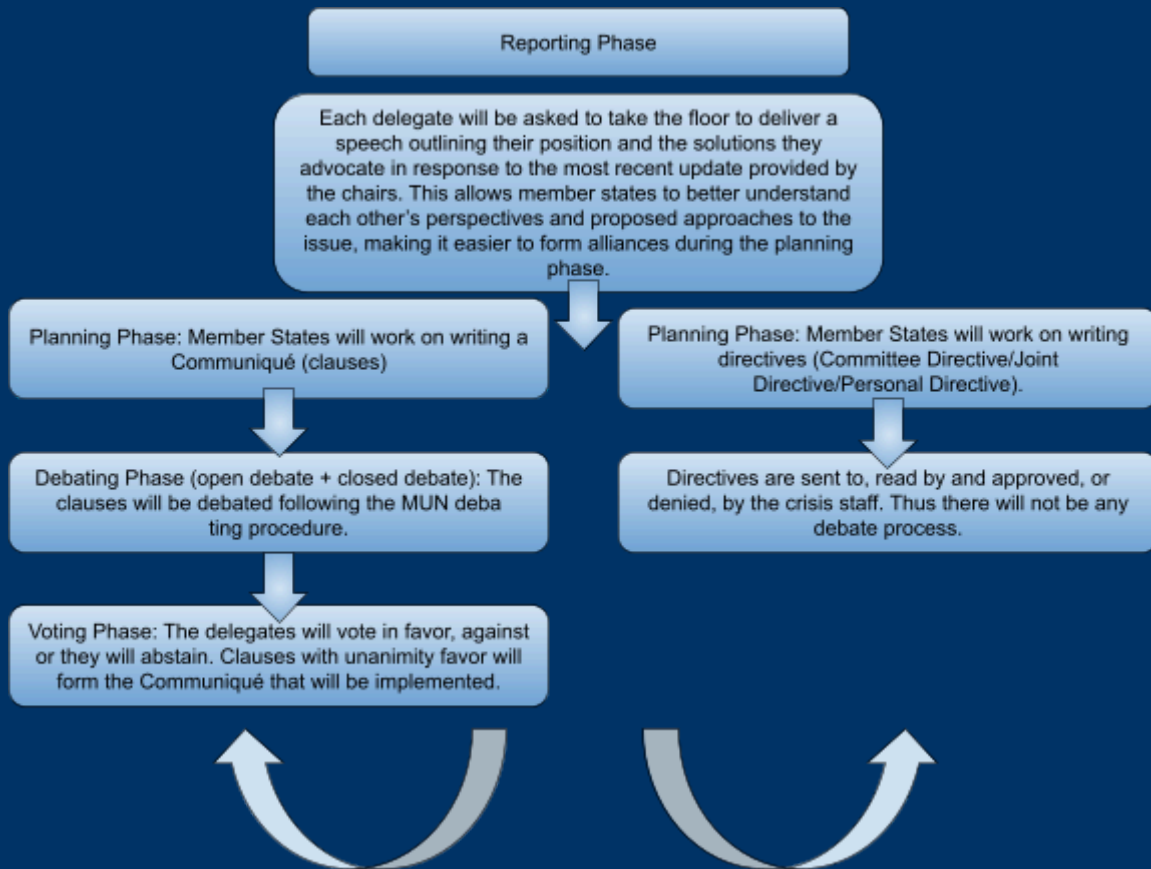 Reporting Phase
Each delegate will be asked to take the floor to deliver a
speech outlining their position and the solutions they
advocate in response to the most recent update provided by
the chairs. This allows member states to better understand
each other's perspectives and proposed approaches to the
issue, making it easier to form alliances during the planning
phase.
Planning Phase: Member States will work on writing a
Communiqué (clauses)
Debating Phase (open debate + closed debate): The
clauses will be debated following the MUN deba
ting procedure.
Voting Phase: The delegates will vote in favor, against
or they will abstain. Clauses with unanimity favor will
form the Communiqué that will be implemented.
Planning Phase: Member States will work on writing
directives (Committee Directive/Joint
Directive/Personal Directive).
Directives are sent to, read by and approved, or
denied, by the crisis staff. Thus there will not be any
debate process.